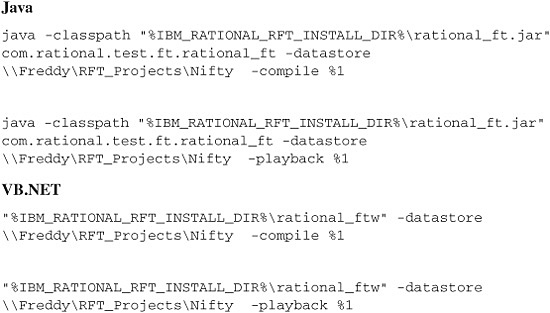 Java
java -classpath "%IBM_RATIONAL_RFT_INSTALL_DIR%\rational_ft.jar"
com.rational.test.ft.rational_ft -datastore
\\Freddy\RFT_Projects\Nifty  -compile %1
java -classpath "%IBM_RATIONAL_RFT_INSTALL_DIR%\rational_ft.jar"
com.rational.test.ft.rational_ft -datastore
\\Freddy\RFT_Projects\Nifty  -playback %1
VB.NET
"%IBM_RATIONAL_RFT_INSTALL_DIR%\rational_ftw" -datastore
\\Freddy\RFT_Projects\Nifty  -compile %1
"%IBM_RATIONAL_RFT_INSTALL_DIR%\rational_ftw" -datastore
\\Freddy\RFT_Projects\Nifty  -playback %1